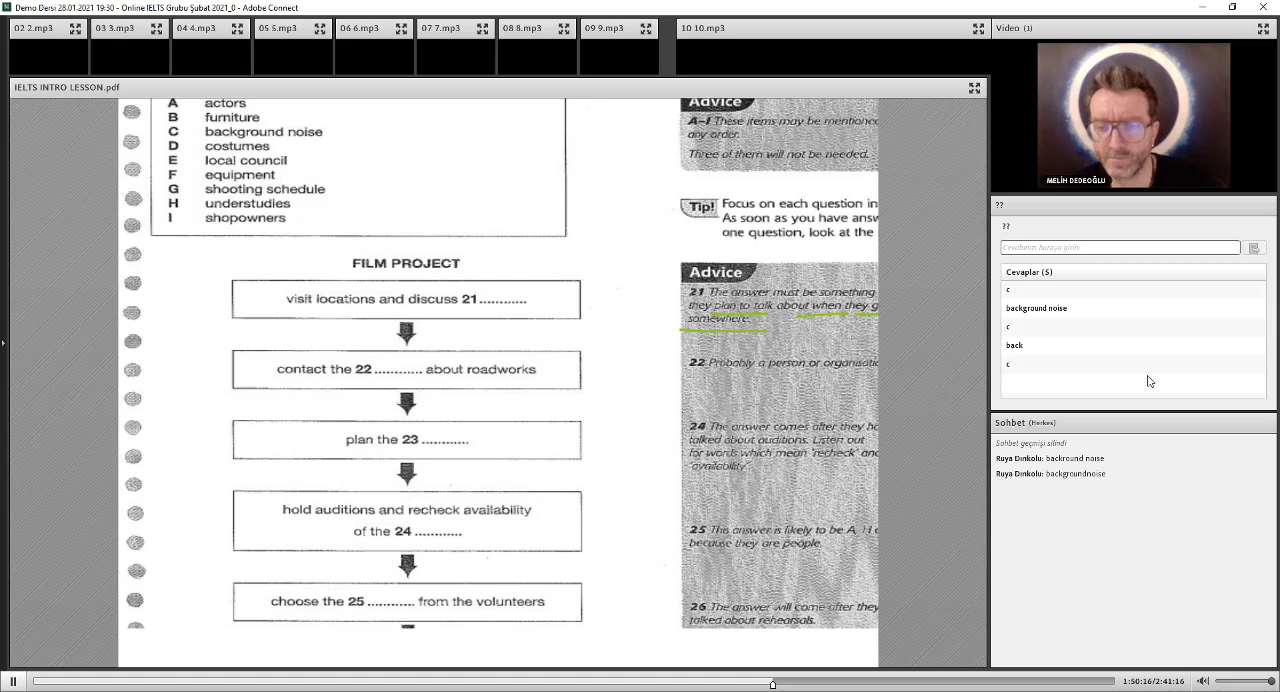 Demo Dersi 28.01.2021 19:30 - Online IELTS Grubu Şubat 2021_0 - Adobe Connect
02 2.mp3
03 3.mp3
04 4.mp3
05 5.mp3
06 6.mp3
07 7.mp3
08 8.mp3
09 9.mp3
10 10.mp3
Video (1)
MELİH DEDEOĞLU
IELTS INTRO LESSON.pdf
A actors
B furniture
C background noise
D costumes
E local council
F equipment
G shooting schedule
H understudies
I shopowners
FILM PROJECT
visit locations and discuss 21 ............
contact the 22 ............ about roadworks
plan the 23 ............
hold auditions and recheck availability
of the 24 ............
choose the 25 ............ from the volunteers
Advice
A–I These items may be mentioned
any order.
Three of them will not be needed.
Tip! Focus on each question in
As soon as you have answ
one question, look at the
Advice
21 The answer must be something
they plan to talk about when they g
somewhere.
22 Probably a person or organisatio
24 The answer comes after they ha
talked about auditions. Listen out
for words which mean 'recheck' and
'availability'.
25 This answer is likely to be A, H o
because they are people.
26 The answer will come after they
talked about rehearsals.
??
??
Cevabınızı buraya girin
Cevaplar (5)
c
background noise
c
back
c
Sohbet (Herkes)
Sohbet geçmişi silindi
Ruya Dınkolu: backround noise
Ruya Dınkolu: backgroundnoise
1:50:16/2:41:16